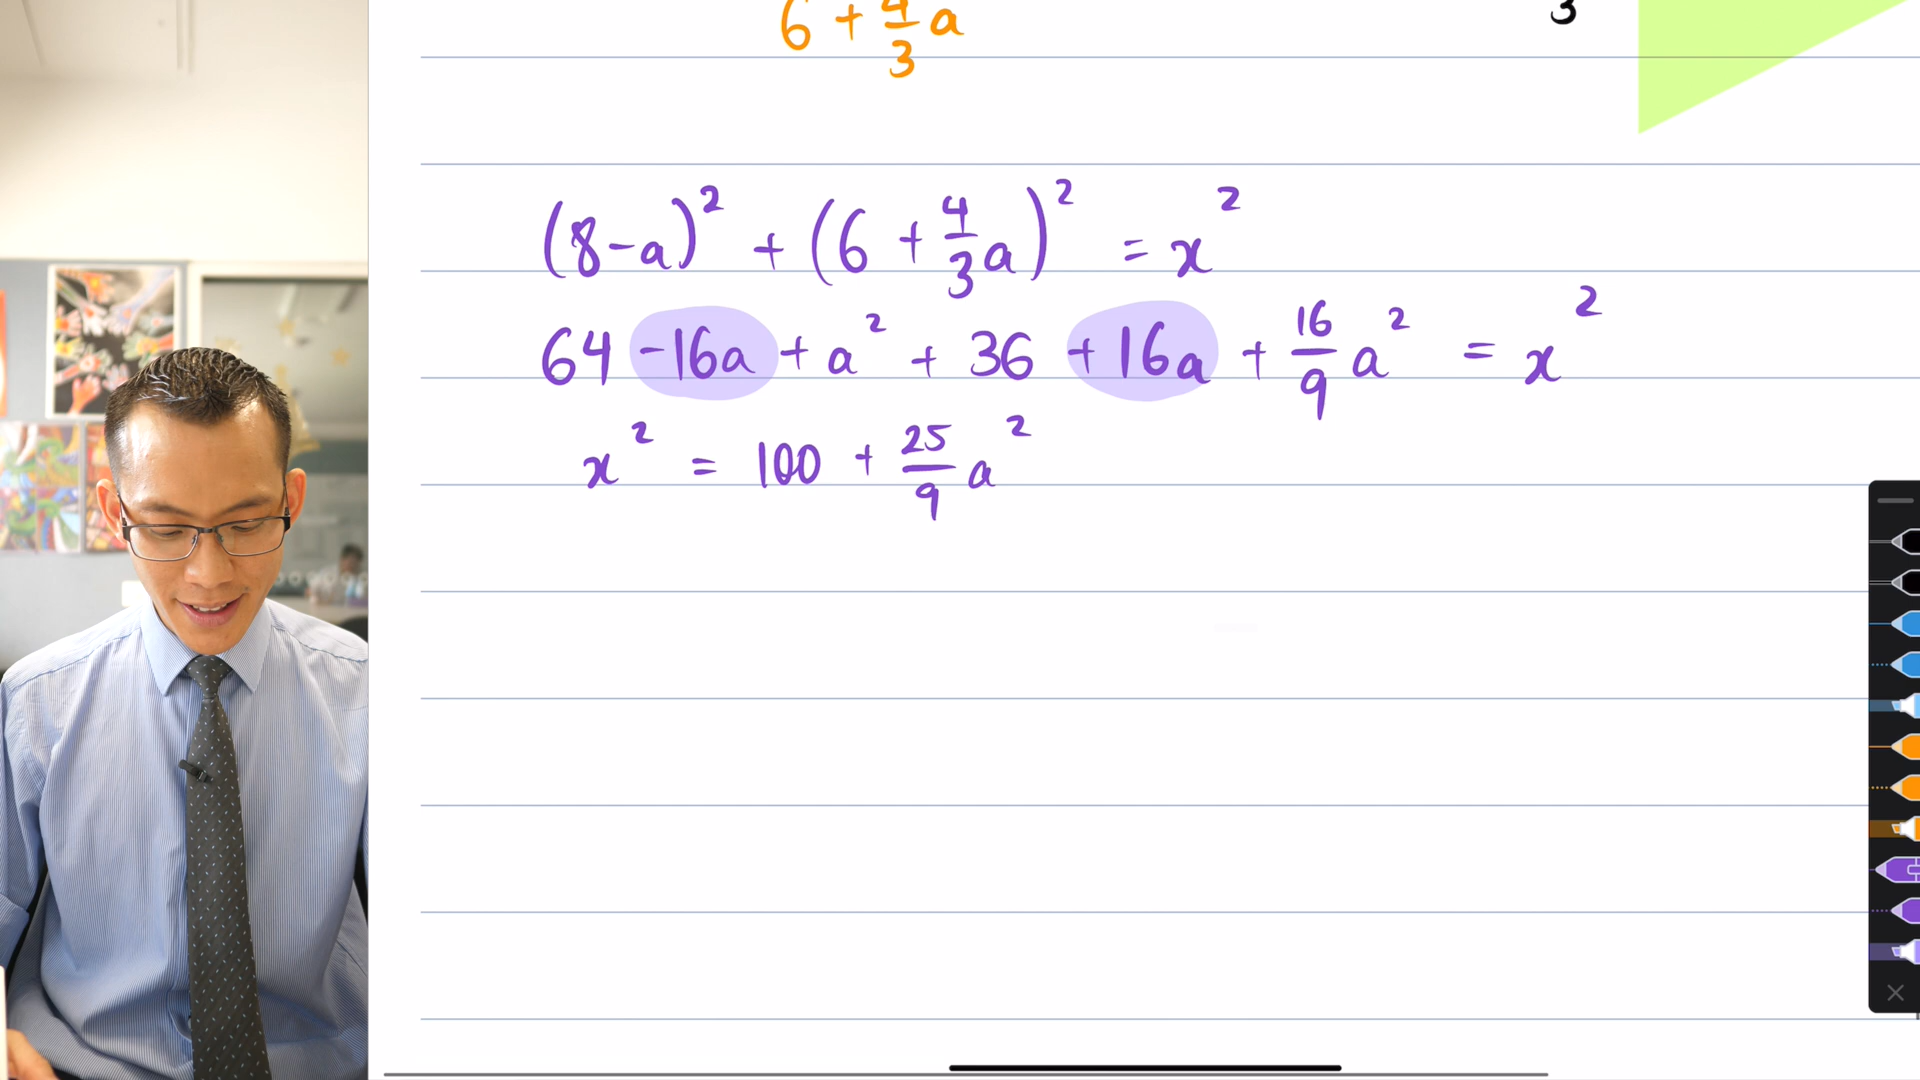 6 + 4/3 a
3
(8-a)² + (6 + 4/3 a)² = x²
64 -16a + a² + 36 + 16a + 16/9 a² = x²
x² = 100 + 25/9 a²